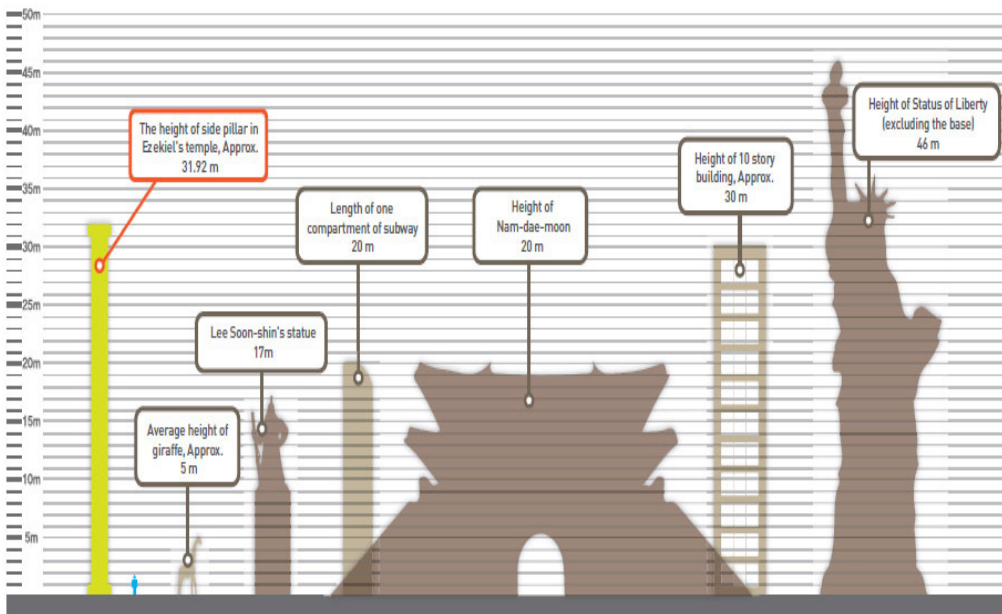 50m
45m
40m
35m
30m
25m
20m
15m
10m
5m
The height of side pillar in
Ezekiel's temple, Approx.
31.92 m
Average height of
giraffe, Approx.
5 m
Lee Soon-shin's statue
17m
Length of one
compartment of subway
20 m
Height of
Nam-dae-moon
20 m
Height of 10 story
building, Approx.
30 m
Height of Status of Liberty
(excluding the base)
46 m